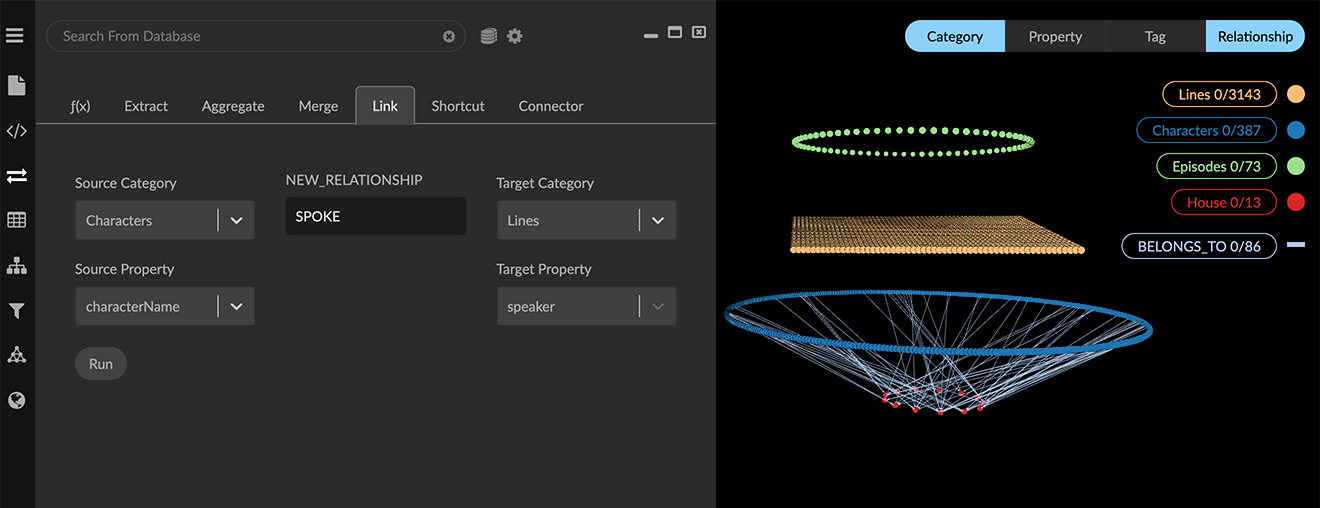 Search From Database
ƒ(x) Extract Aggregate Merge Link Shortcut Connector
Source Category
Characters
NEW_RELATIONSHIP
SPOKE
Target Category
Lines
Source Property
characterName
Target Property
speaker
Run
Category Property Tag Relationship
Lines 0/3143
Characters 0/387
Episodes 0/73
House 0/13
BELONGS_TO 0/86